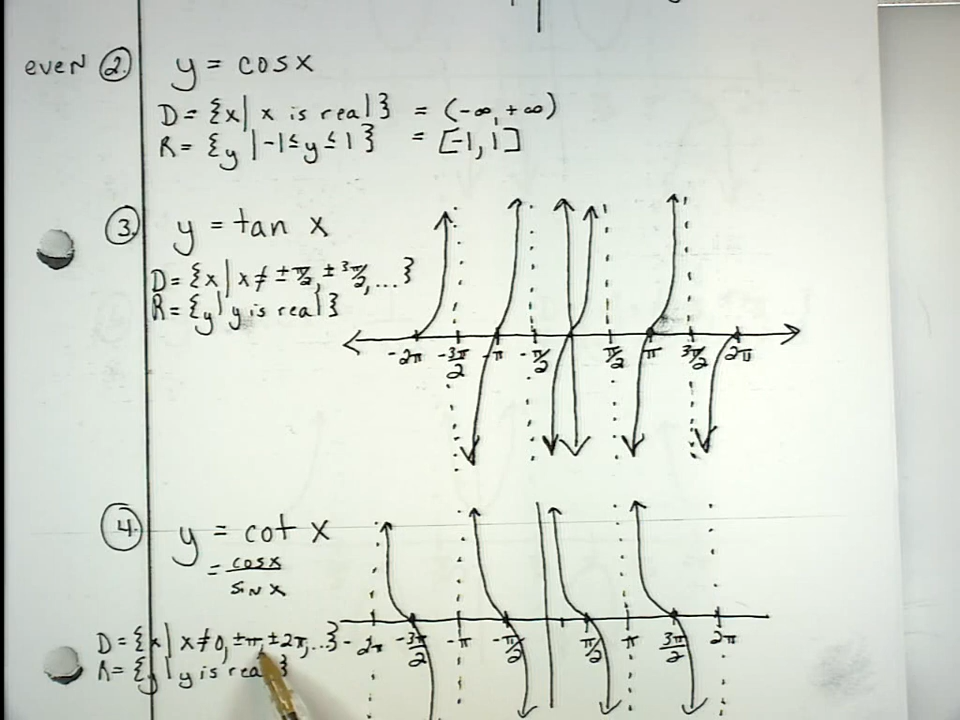 even 2. y = cosx
D = {x | x is real} = (-∞, +∞)
R = {y | -1 ≤ y ≤ 1} = [-1, 1]
3. y = tan x
D = {x | x ≠ ± π/2, ± 3π/2, ...}
R = {y | y is real}
-2π -3π/2 -π -π/2 π/2 π 3π/2 2π
4. y = cot x
= cosx / sin x
D = {x | x ≠ 0, ±π, ±2π, ...}
R = {y | y is real}
-2π -3π/2 -π -π/2 π/2 π 3π/2 2π